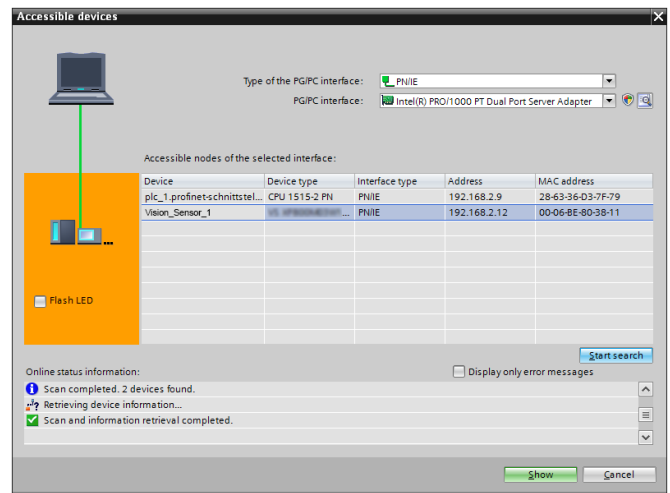 Accessible devices
Type of the PG/PC interface: PN/IE
PG/PC interface: Intel(R) PRO/1000 PT Dual Port Server Adapter
Accessible nodes of the selected interface:
Device Device type Interface type Address MAC address
plc_1.profinet-schnittstel... CPU 1515-2 PN PN/IE 192.168.2.9 28-63-36-D3-7F-79
Vision_Sensor_1 ... PN/IE 192.168.2.12 00-06-BE-80-38-11
...
Flash LED
Start search
Online status information: Display only error messages
Scan completed. 2 devices found.
Retrieving device information...
Scan and information retrieval completed.
Show Cancel